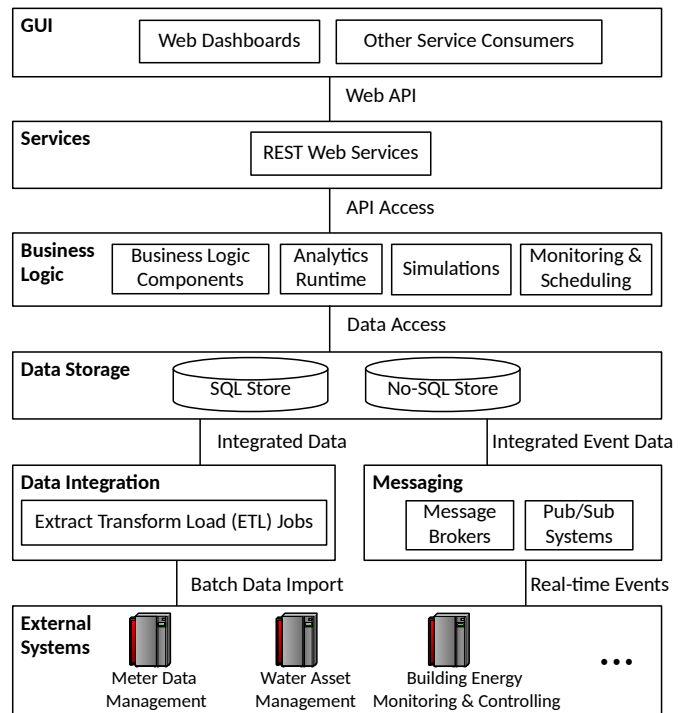 GUI
Web Dashboards
Other Service Consumers
Web API
Services
REST Web Services
API Access
Business
Logic
Business Logic
Components
Analytics
Runtime
Simulations
Monitoring &
Scheduling
Data Access
Data Storage
SQL Store
No-SQL Store
Integrated Data
Integrated Event Data
Data Integration
Extract Transform Load (ETL) Jobs
Messaging
Message
Brokers
Pub/Sub
Systems
Batch Data Import
Real-time Events
External
Systems
Meter Data
Management
Water Asset
Management
Building Energy
Monitoring & Controlling
...